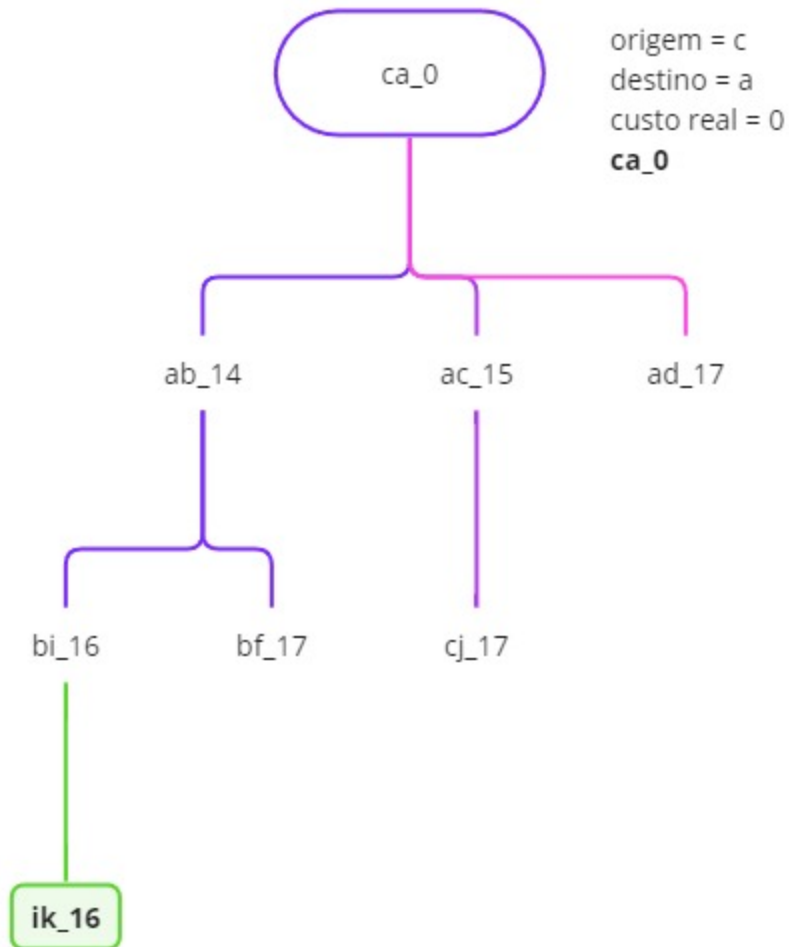 ca_0
origem = c
destino = a
custo real = 0
ca_0
ab_14
ac_15
ad_17
bi_16
bf_17
cj_17
ik_16